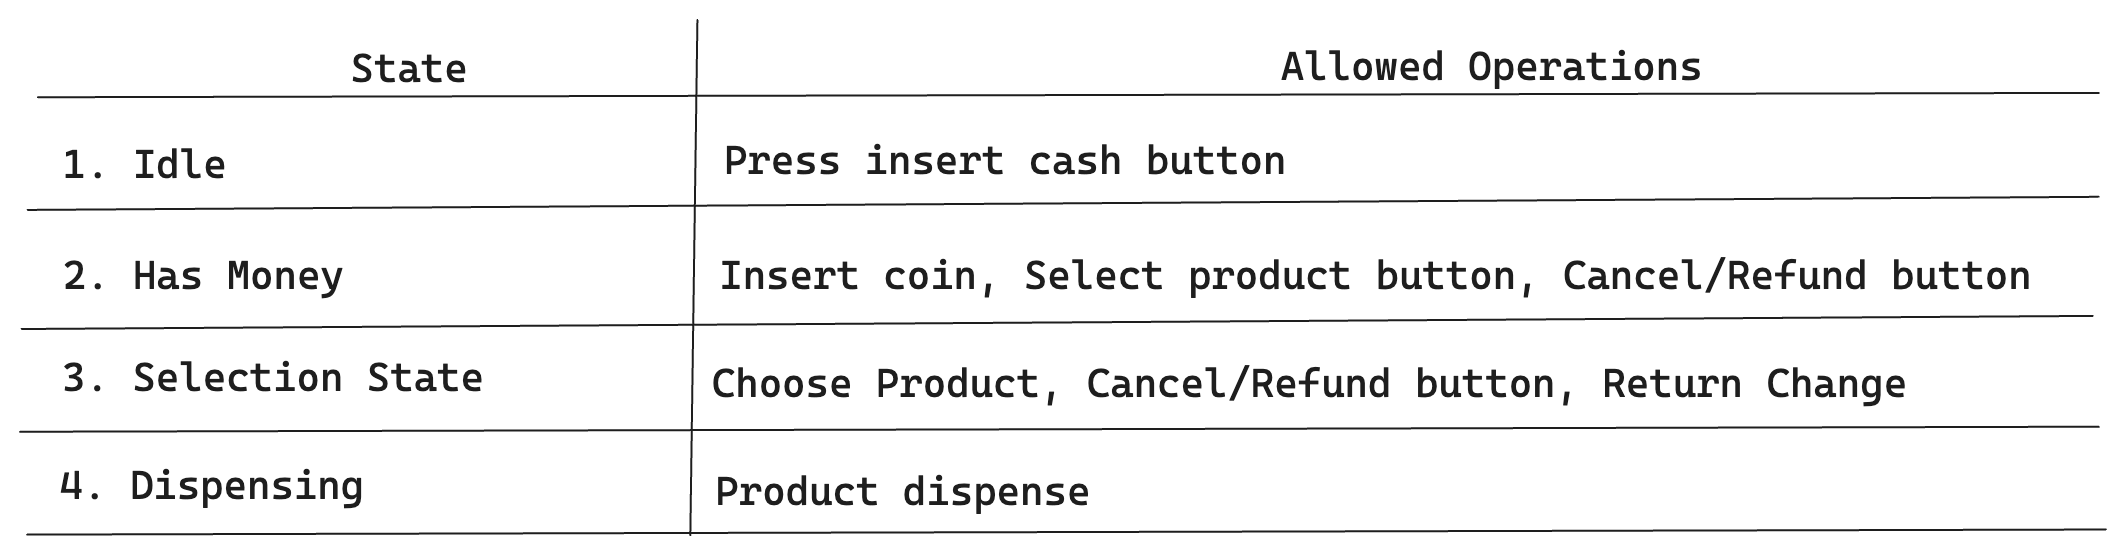 State
Allowed Operations
1. Idle
Press insert cash button
2. Has Money
Insert coin, Select product button, Cancel/Refund button
3. Selection State
Choose Product, Cancel/Refund button, Return Change
4. Dispensing
Product dispense